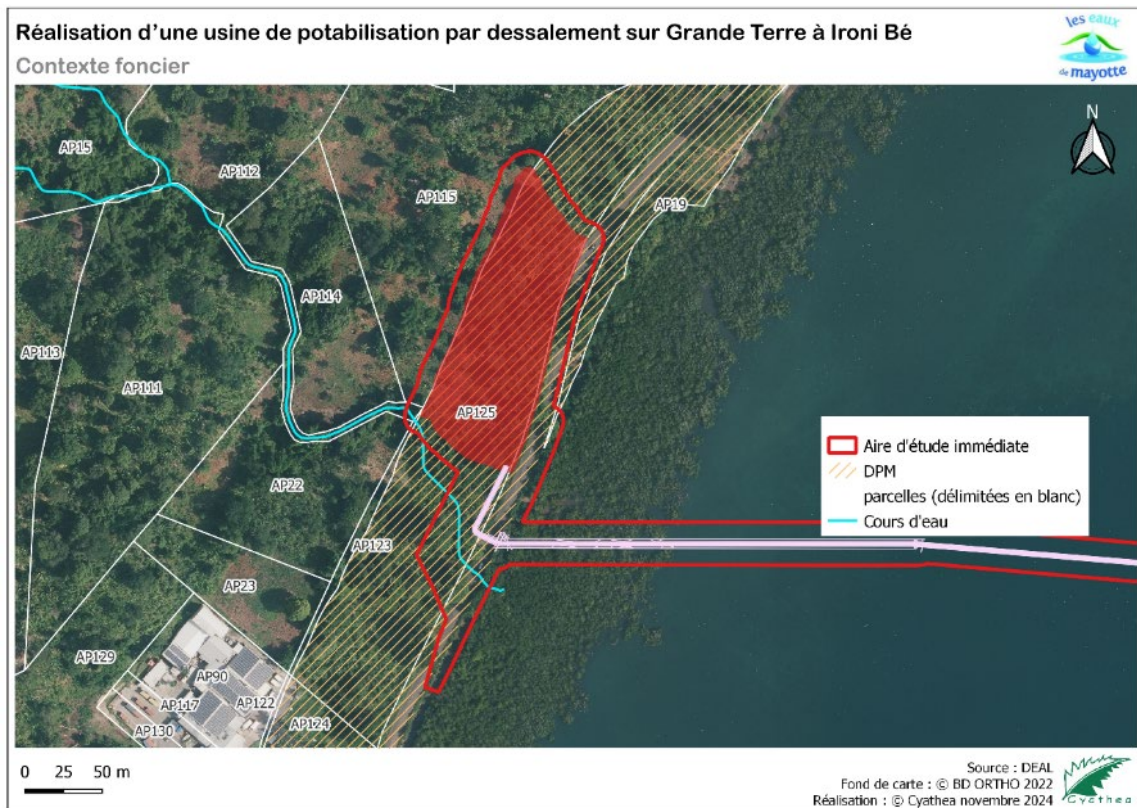 Réalisation d’une usine de potabilisation par dessalement sur Grande Terre à Ironi Bé
Contexte foncier
les eaux
de mayotte
N
AP15
AP112
AP115
AP19
AP114
AP113
AP111
AP125
AP22
AP123
AP23
AP129
AP90
AP117
AP122
AP130
AP124
Aire d'étude immédiate
DPM
parcelles (délimitées en blanc)
Cours d'eau
0 25 50 m
Source : DEAL
Fond de carte : © BD ORTHO 2022
Réalisation : © Cyathea novembre 2024
Cyathea